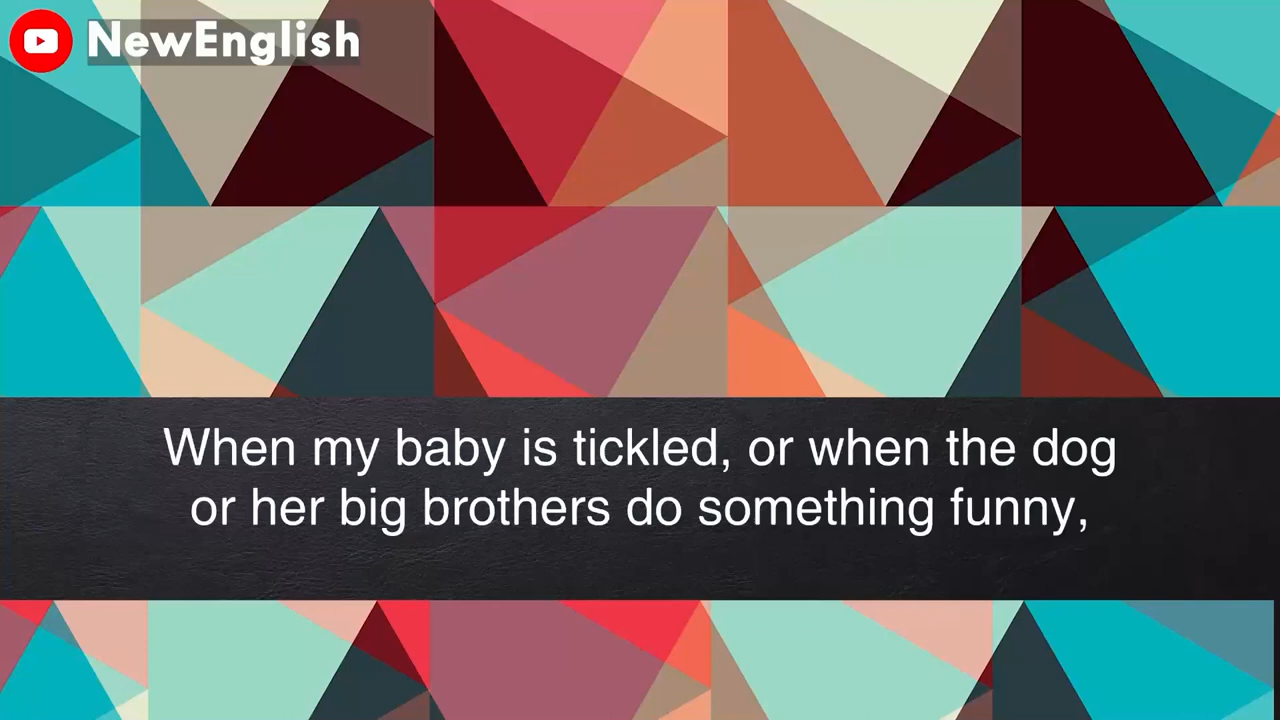 NewEnglish
When my baby is tickled, or when the dog
or her big brothers do something funny,